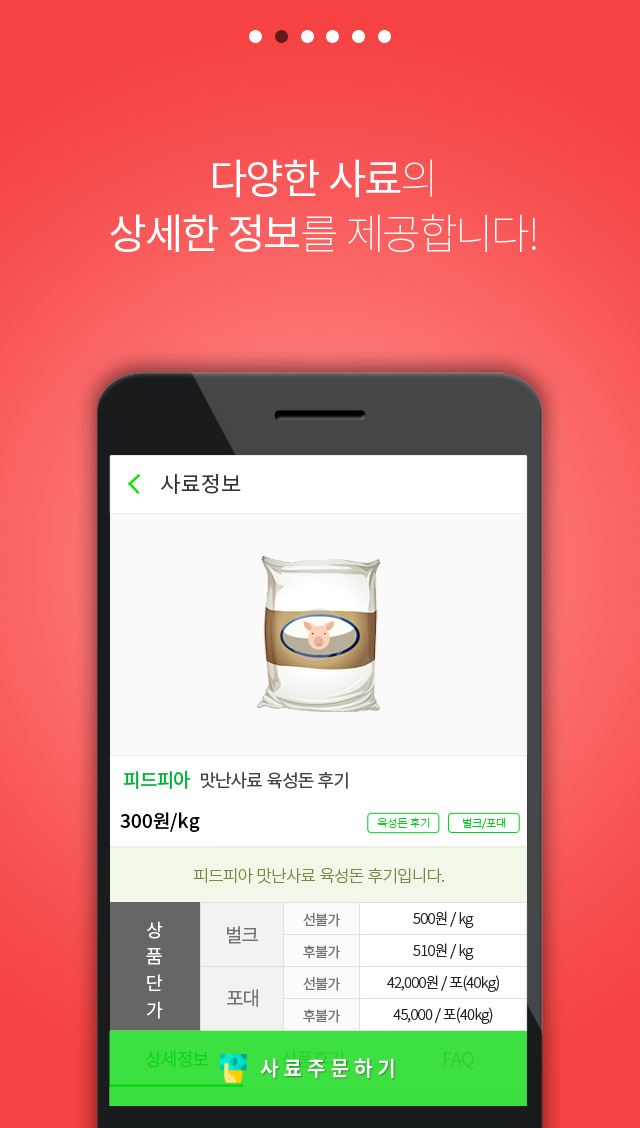 다양한 사료의
상세한 정보를 제공합니다!
사료정보
피드피아 맛난사료 육성돈 후기
300원/kg
육성돈 후기 벌크/포대
피드피아 맛난사료 육성돈 후기입니다.
상품단가
벌크 선불가 500원 / kg
후불가 510원 / kg
포대 선불가 42,000원 / 포(40kg)
후불가 45,000 / 포(40kg)
상세정보 상품후기 FAQ
사료주문하기